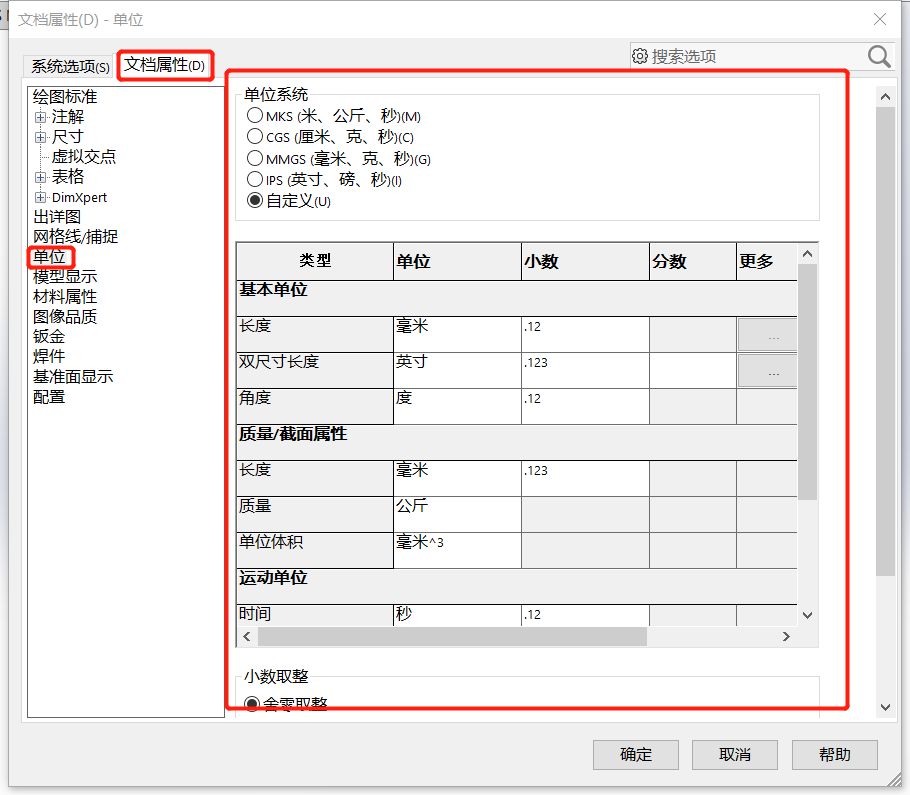 文档属性(D) - 单位
系统选项(S)
文档属性(D)
搜索选项
绘图标准
注解
尺寸
虚拟交点
表格
DimXpert
出详图
网格线/捕捉
单位
模型显示
材料属性
图像品质
钣金
焊件
基准面显示
配置
单位系统
MKS (米、公斤、秒)(M)
CGS (厘米、克、秒)(C)
MMGS (毫米、克、秒)(G)
IPS (英寸、磅、秒)(I)
自定义(U)
类型 单位 小数 分数 更多
基本单位
长度 毫米 .12 ...
双尺寸长度 英寸 .123 ...
角度 度 .12
质量/截面属性
长度 毫米 .123
质量 公斤
单位体积 毫米^3
运动单位
时间 秒 .12
小数取整
舍零取整
确定 取消 帮助